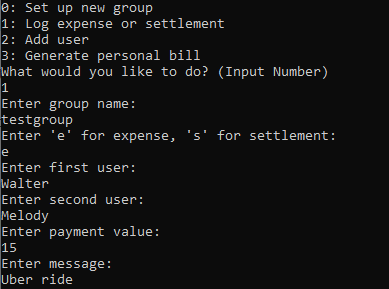 0: Set up new group
1: Log expense or settlement
2: Add user
3: Generate personal bill
What would you like to do? (Input Number)
1
Enter group name:
testgroup
Enter 'e' for expense, 's' for settlement:
e
Enter first user:
Walter
Enter second user:
Melody
Enter payment value:
15
Enter message:
Uber ride